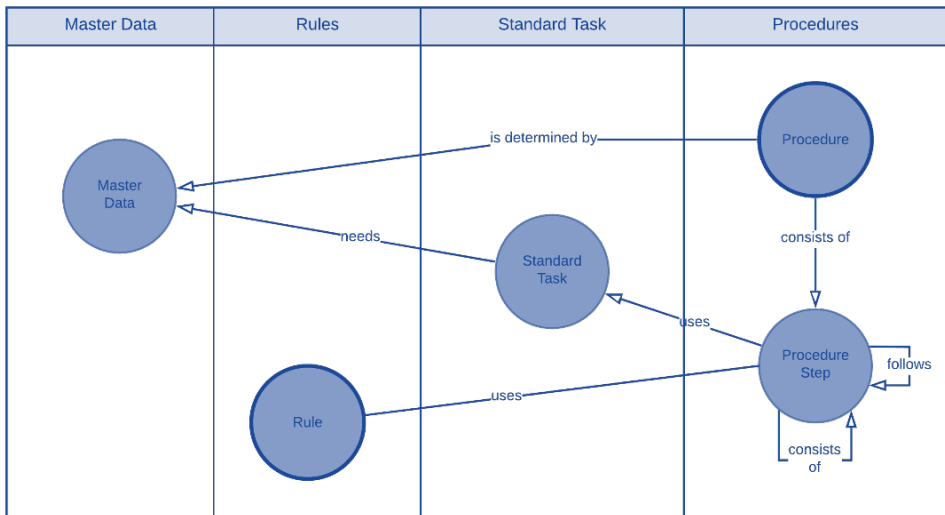 Master Data
Rules
Standard Task
Procedures
is determined by
Procedure
Master
Data
needs
consists of
Standard
Task
uses
Procedure
Step
follows
uses
Rule
consists
of